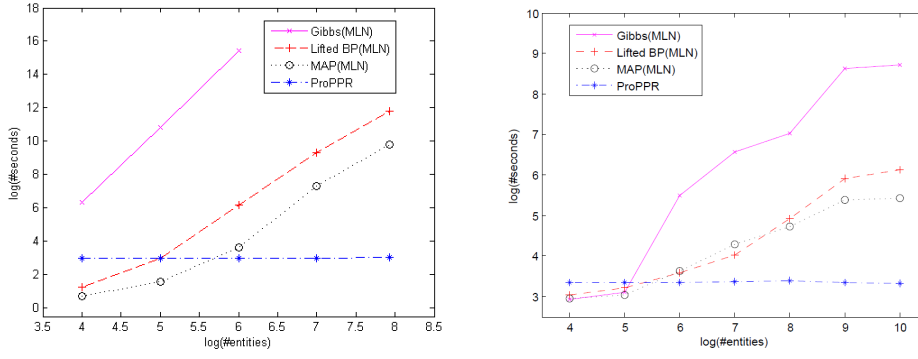 18
16
14
12
10
8
6
4
2
0
log(#seconds)
3.5 4 4.5 5 5.5 6 6.5 7 7.5 8 8.5
log(#entities)
Gibbs(MLN)
Lifted BP(MLN)
MAP(MLN)
ProPPR
10
9
8
7
6
5
4
3
log(#seconds)
4 5 6 7 8 9 10
log(#entities)
Gibbs(MLN)
Lifted BP(MLN)
MAP(MLN)
ProPPR